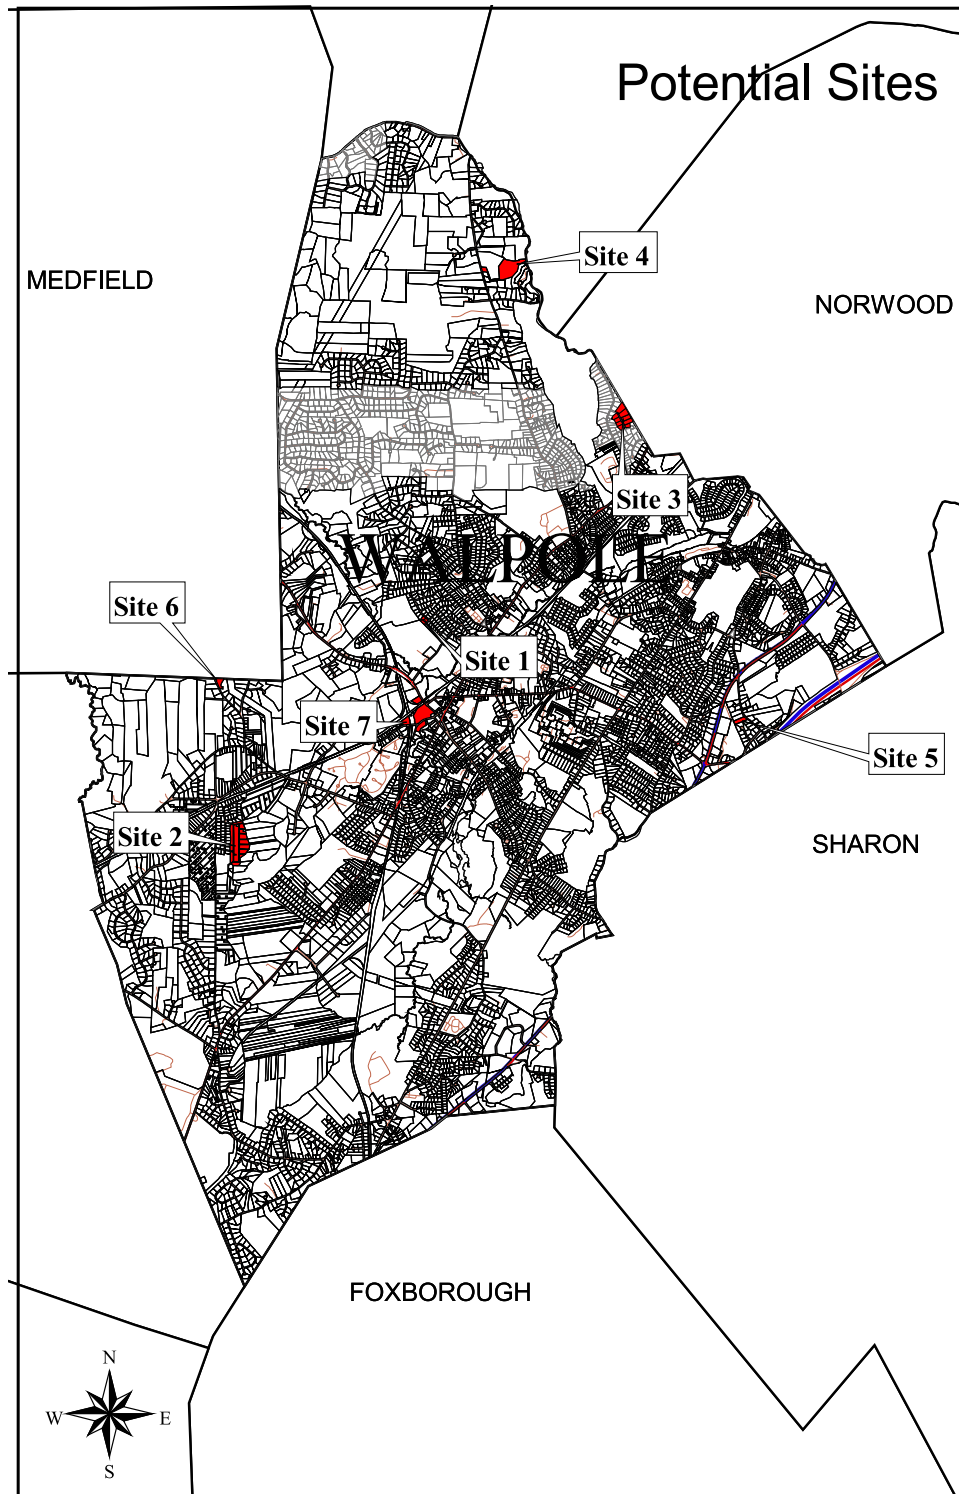 Potential Sites
Site 4
MEDFIELD
NORWOOD
Site 3
WALPOLE
Site 6
Site 1
Site 7
Site 5
Site 2
SHARON
FOXBOROUGH
N
W E
S